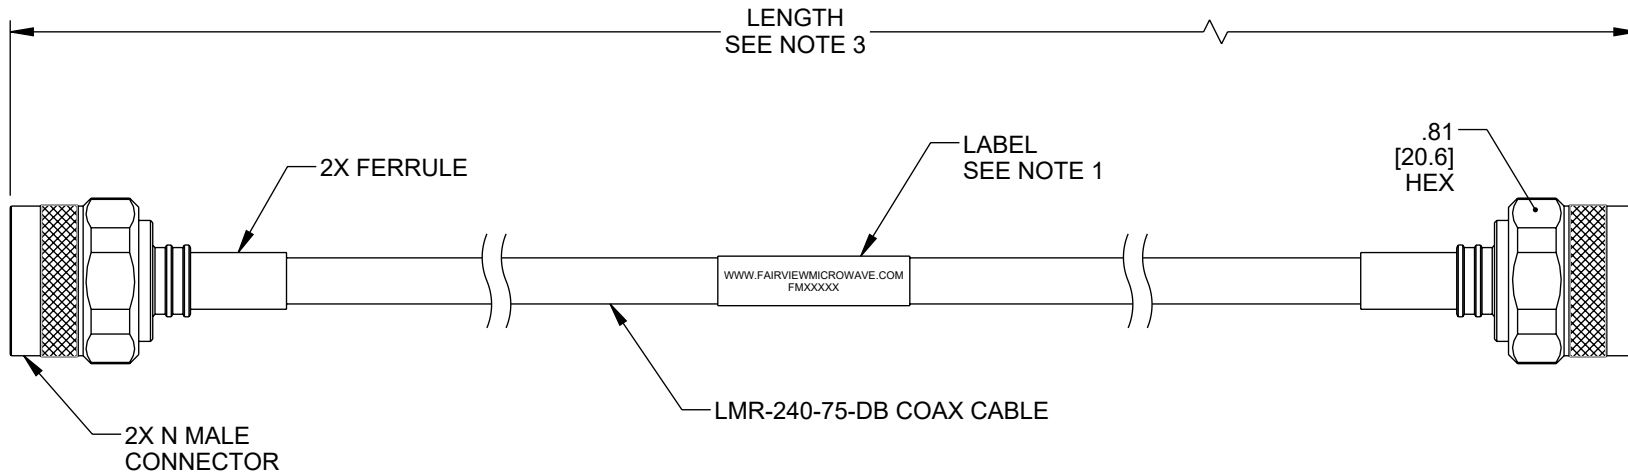 LENGTH
SEE NOTE 3
.81
[20.6]
HEX
LABEL
SEE NOTE 1
2X FERRULE
WWW.FAIRVIEWMICROWAVE.COM
FMXXXXX
LMR-240-75-DB COAX CABLE
2X N MALE
CONNECTOR